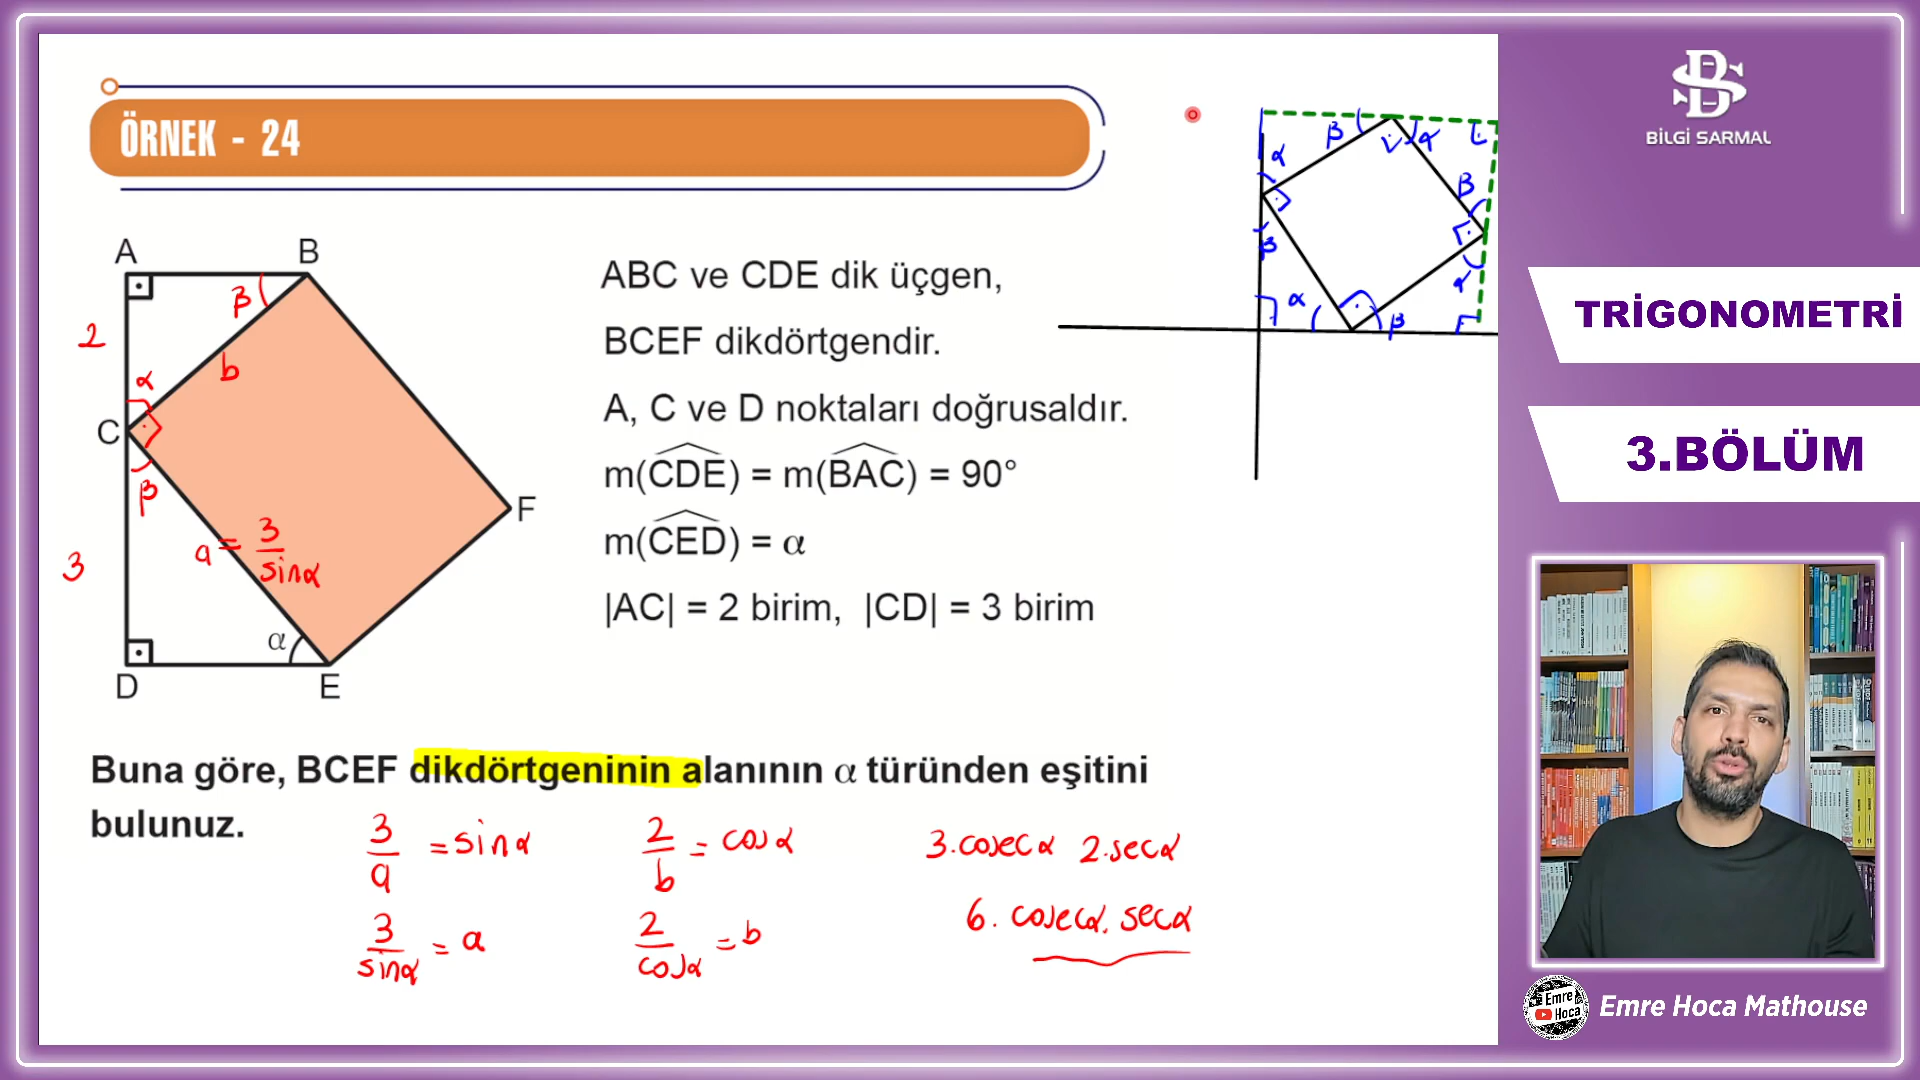 ÖRNEK - 24
A
B
C
D
E
F
2
3
α
β
b
β
a = 3/sinα
α
ABC ve CDE dik üçgen,
BCEF dikdörtgendir.
A, C ve D noktaları doğrusaldır.
m(CDE) = m(BAC) = 90°
m(CED) = α
|AC| = 2 birim, |CD| = 3 birim
α
β
α
β
β
α
α
β
Buna göre, BCEF dikdörtgeninin alanının α türünden eşitini
bulunuz.
3/a = sinα
3/sinα = a
2/b = cosα
2/cosα = b
3.cosecα 2.secα
6. cosecα. secα
BS
BİLGİ SARMAL
TRİGONOMETRİ
3.BÖLÜM
Emre
Hoca
Emre Hoca Mathouse